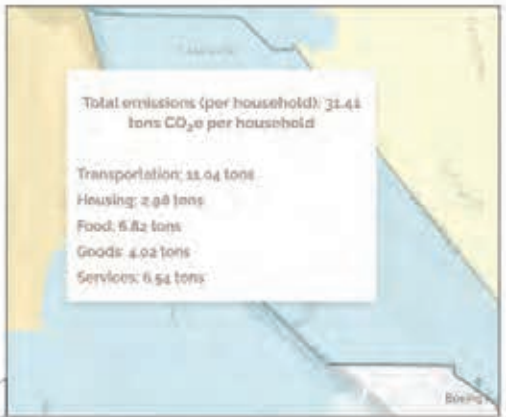 Total emissions (per household): 31.41
tons CO₂e per household
Transportation: 11.04 tons
Housing: 2.98 tons
Food: 6.82 tons
Goods: 4.02 tons
Services: 6.54 tons
Boeing